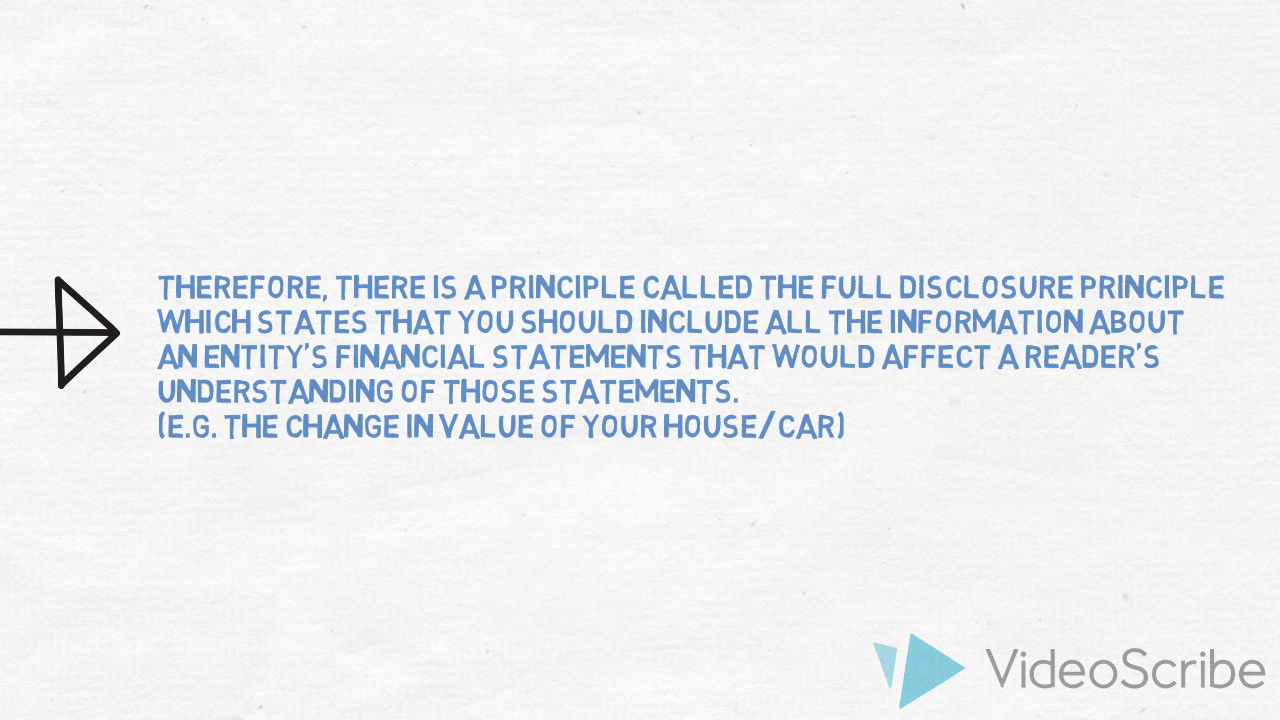 THEREFORE, THERE IS A PRINCIPLE CALLED THE FULL DISCLOSURE PRINCIPLE
WHICH STATES THAT YOU SHOULD INCLUDE ALL THE INFORMATION ABOUT
AN ENTITY'S FINANCIAL STATEMENTS THAT WOULD AFFECT A READER'S
UNDERSTANDING OF THOSE STATEMENTS.
(E.G. THE CHANGE IN VALUE OF YOUR HOUSE/CAR)
VideoScribe